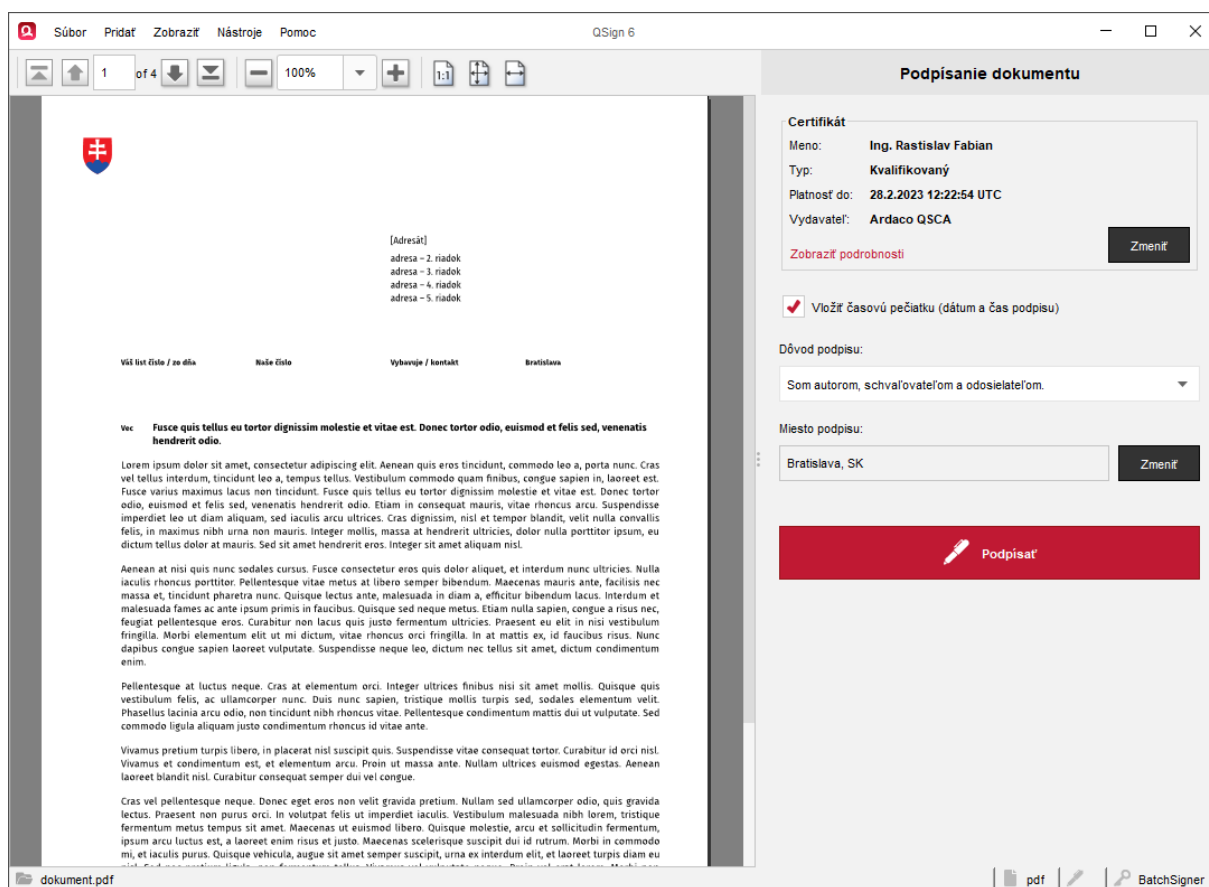 Súbor Pridať Zobraziť Nástroje Pomoc QSign 6
1 of 4 100% 1:1
Podpísanie dokumentu
[Adresát]
adresa – 2. riadok
adresa – 3. riadok
adresa – 4. riadok
adresa – 5. riadok
Váš list číslo / zo dňa Naše číslo Vybavuje / kontakt Bratislava
Vec Fusce quis tellus eu tortor dignissim molestie et vitae est. Donec tortor odio, euismod et felis sed, venenatis
hendrerit odio.
Lorem ipsum dolor sit amet, consectetur adipiscing elit. Aenean quis eros tincidunt, commodo leo a, porta nunc. Cras
vel tellus interdum, tincidunt leo a, tempus tellus. Vestibulum commodo quam finibus, congue sapien in, laoreet est.
Fusce varius maximus lacus non tincidunt. Fusce quis tellus eu tortor dignissim molestie et vitae est. Donec tortor
odio, euismod et felis sed, venenatis hendrerit odio. Etiam in consequat mauris, vitae rhoncus arcu. Suspendisse
imperdiet leo ut diam aliquam, sed iaculis arcu ultrices. Cras dignissim, nisl et tempor blandit, velit nulla convallis
felis, in maximus nibh urna non mauris. Integer mollis, massa at hendrerit ultricies, dolor nulla porttitor ipsum, eu
dictum tellus dolor at mauris. Sed sit amet hendrerit eros. Integer sit amet aliquam nisl.
Aenean at nisi quis nunc sodales cursus. Fusce consectetur eros quis dolor aliquet, et interdum nunc ultricies. Nulla
iaculis rhoncus porttitor. Pellentesque vitae metus at libero semper bibendum. Maecenas mauris ante, facilisis nec
massa et, tincidunt pharetra nunc. Quisque lectus ante, malesuada in diam a, efficitur bibendum lacus. Interdum et
malesuada fames ac ante ipsum primis in faucibus. Quisque sed neque metus. Etiam nulla sapien, congue a risus nec,
feugiat pellentesque eros. Curabitur non lacus quis justo fermentum ultricies. Praesent eu elit in nisi vestibulum
fringilla. Morbi elementum elit ut mi dictum, vitae rhoncus orci fringilla. In at mattis ex, id faucibus risus. Nunc
dapibus congue sapien laoreet vulputate. Suspendisse neque leo, dictum nec tellus sit amet, dictum condimentum
enim.
Pellentesque at luctus neque. Cras at elementum orci. Integer ultrices finibus nisi sit amet mollis. Quisque quis
vestibulum felis, ac ullamcorper nunc. Duis nunc sapien, tristique mollis turpis sed, sodales elementum velit.
Phasellus lacinia arcu odio, non tincidunt nibh rhoncus vitae. Pellentesque condimentum mattis dui ut vulputate. Sed
commodo ligula aliquam justo condimentum rhoncus id vitae ante.
Vivamus pretium turpis libero, in placerat nisl suscipit quis. Suspendisse vitae consequat tortor. Curabitur id orci nisl.
Vivamus et condimentum est, et elementum arcu. Proin ut massa ante. Nullam ultrices euismod egestas. Aenean
laoreet blandit nisl. Curabitur consequat semper dui vel congue.
Cras vel pellentesque neque. Donec eget eros non velit gravida pretium. Nullam sed ullamcorper odio, quis gravida
lectus. Praesent non purus orci. In volutpat felis ut imperdiet iaculis. Vestibulum malesuada nibh lorem, tristique
fermentum metus tempus sit amet. Maecenas ut euismod libero. Quisque molestie, arcu et sollicitudin fermentum,
ipsum arcu luctus est, a laoreet enim risus et justo. Maecenas scelerisque suscipit dui id rutrum. Morbi in commodo
mi, et iaculis purus. Quisque vehicula, augue sit amet semper suscipit, urna ex interdum elit, et laoreet turpis diam eu
Certifikát
Meno: Ing. Rastislav Fabian
Typ: Kvalifikovaný
Platnosť do: 28.2.2023 12:22:54 UTC
Vydavateľ: Ardaco QSCA
Zobraziť podrobnosti Zmeniť
Vložiť časovú pečiatku (dátum a čas podpisu)
Dôvod podpisu:
Som autorom, schvaľovateľom a odosielateľom.
Miesto podpisu:
Bratislava, SK Zmeniť
Podpísať
dokument.pdf pdf BatchSigner